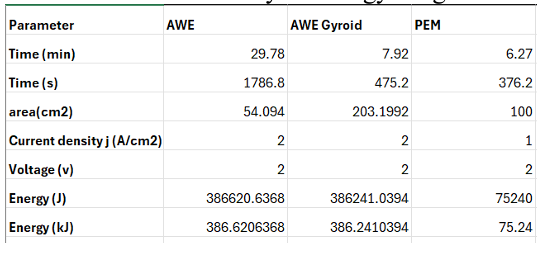 Parameter AWE AWE Gyroid PEM
Time (min) 29.78 7.92 6.27
Time (s) 1786.8 475.2 376.2
area(cm2) 54.094 203.1992 100
Current density j (A/cm2) 2 2 1
Voltage (v) 2 2 2
Energy (J) 386620.6368 386241.0394 75240
Energy (kJ) 386.6206368 386.2410394 75.24